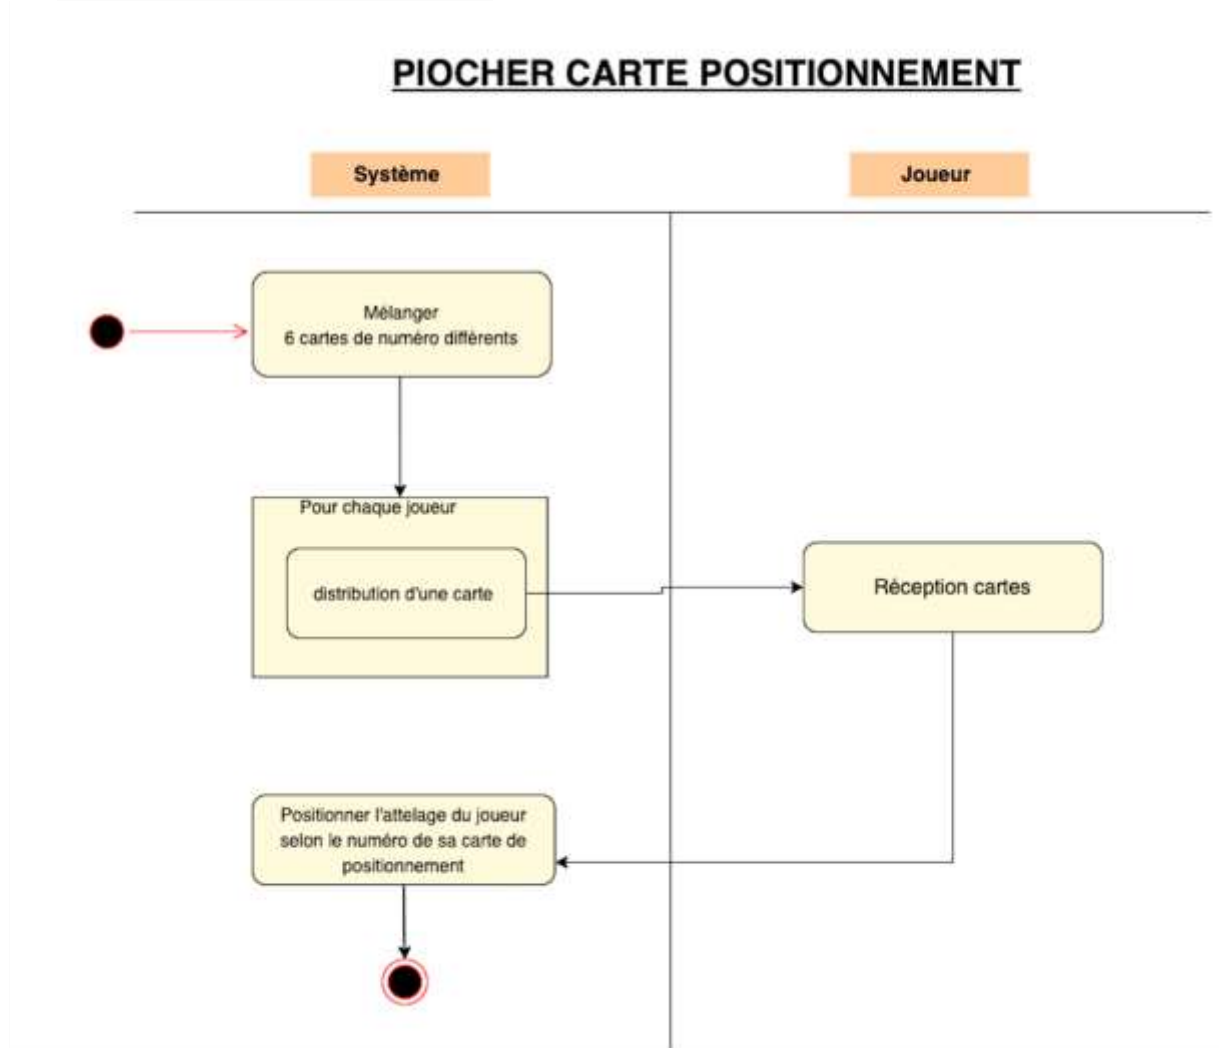 PIOCHER CARTE POSITIONNEMENT
Système
Joueur
Mélanger
6 cartes de numéro différents
Pour chaque joueur
distribution d'une carte
Réception cartes
Positionner l'attelage du joueur
selon le numéro de sa carte de
positionnement